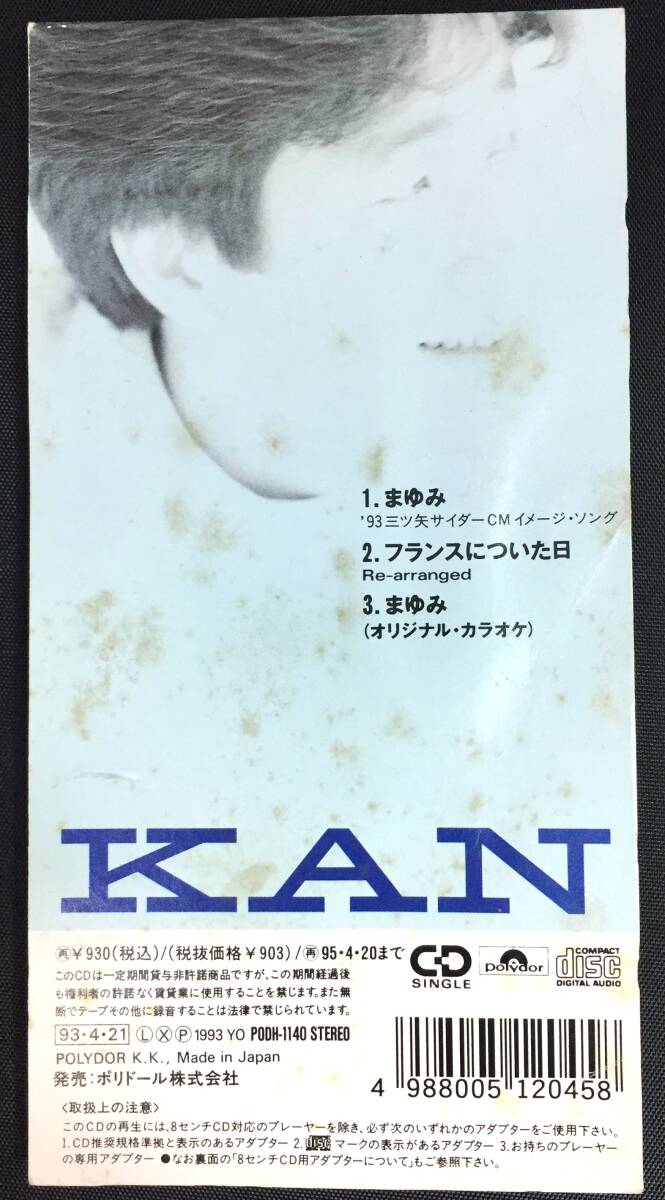 1. まゆみ
'93三ツ矢サイダーCMイメージ・ソング
2. フランスについた日
Re-arranged
3. まゆみ
(オリジナル・カラオケ)
KAN
再￥930(税込)/(税抜価格￥903)/再95・4・20まで
このCDは一定期間貸与非許諾商品ですが、この期間経過後
も権利者の許諾なく賃貸業に使用することを禁じます。また無
断でテープその他に録音することは法律で禁じられています。
93・4・21 Ⓛ Ⓧ Ⓟ 1993 YO PODH-1140 STEREO
POLYDOR K.K., Made in Japan
発売：ポリドール株式会社
CD
SINGLE
polydor
COMPACT
disc
DIGITAL AUDIO
4 988005 120458
〈取扱上の注意〉
このCDの再生には、8センチCD対応のプレーヤーを除き、必ず次のいずれかのアダプターをご使用下さい。
1.CD推奨規格準拠と表示のあるアダプター 2.disc マークの表示があるアダプター 3.お持ちのプレーヤー
の専用アダプター ●なお裏面の「8センチCD用アダプターについて」もご参照下さい。